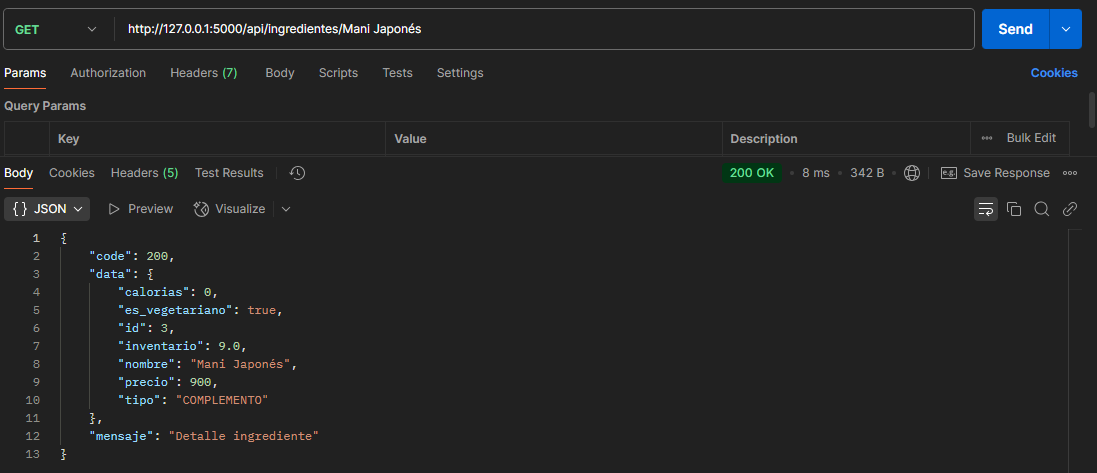 GET http://127.0.0.1:5000/api/ingredientes/Mani Japonés Send
Params Authorization Headers (7) Body Scripts Tests Settings Cookies
Query Params
Key Value Description Bulk Edit
Body Cookies Headers (5) Test Results 200 OK • 8 ms • 342 B Save Response
{} JSON Preview Visualize
1 {
2 "code": 200,
3 "data": {
4 "calorias": 0,
5 "es_vegetariano": true,
6 "id": 3,
7 "inventario": 9.0,
8 "nombre": "Mani Japonés",
9 "precio": 900,
10 "tipo": "COMPLEMENTO"
11 },
12 "mensaje": "Detalle ingrediente"
13 }